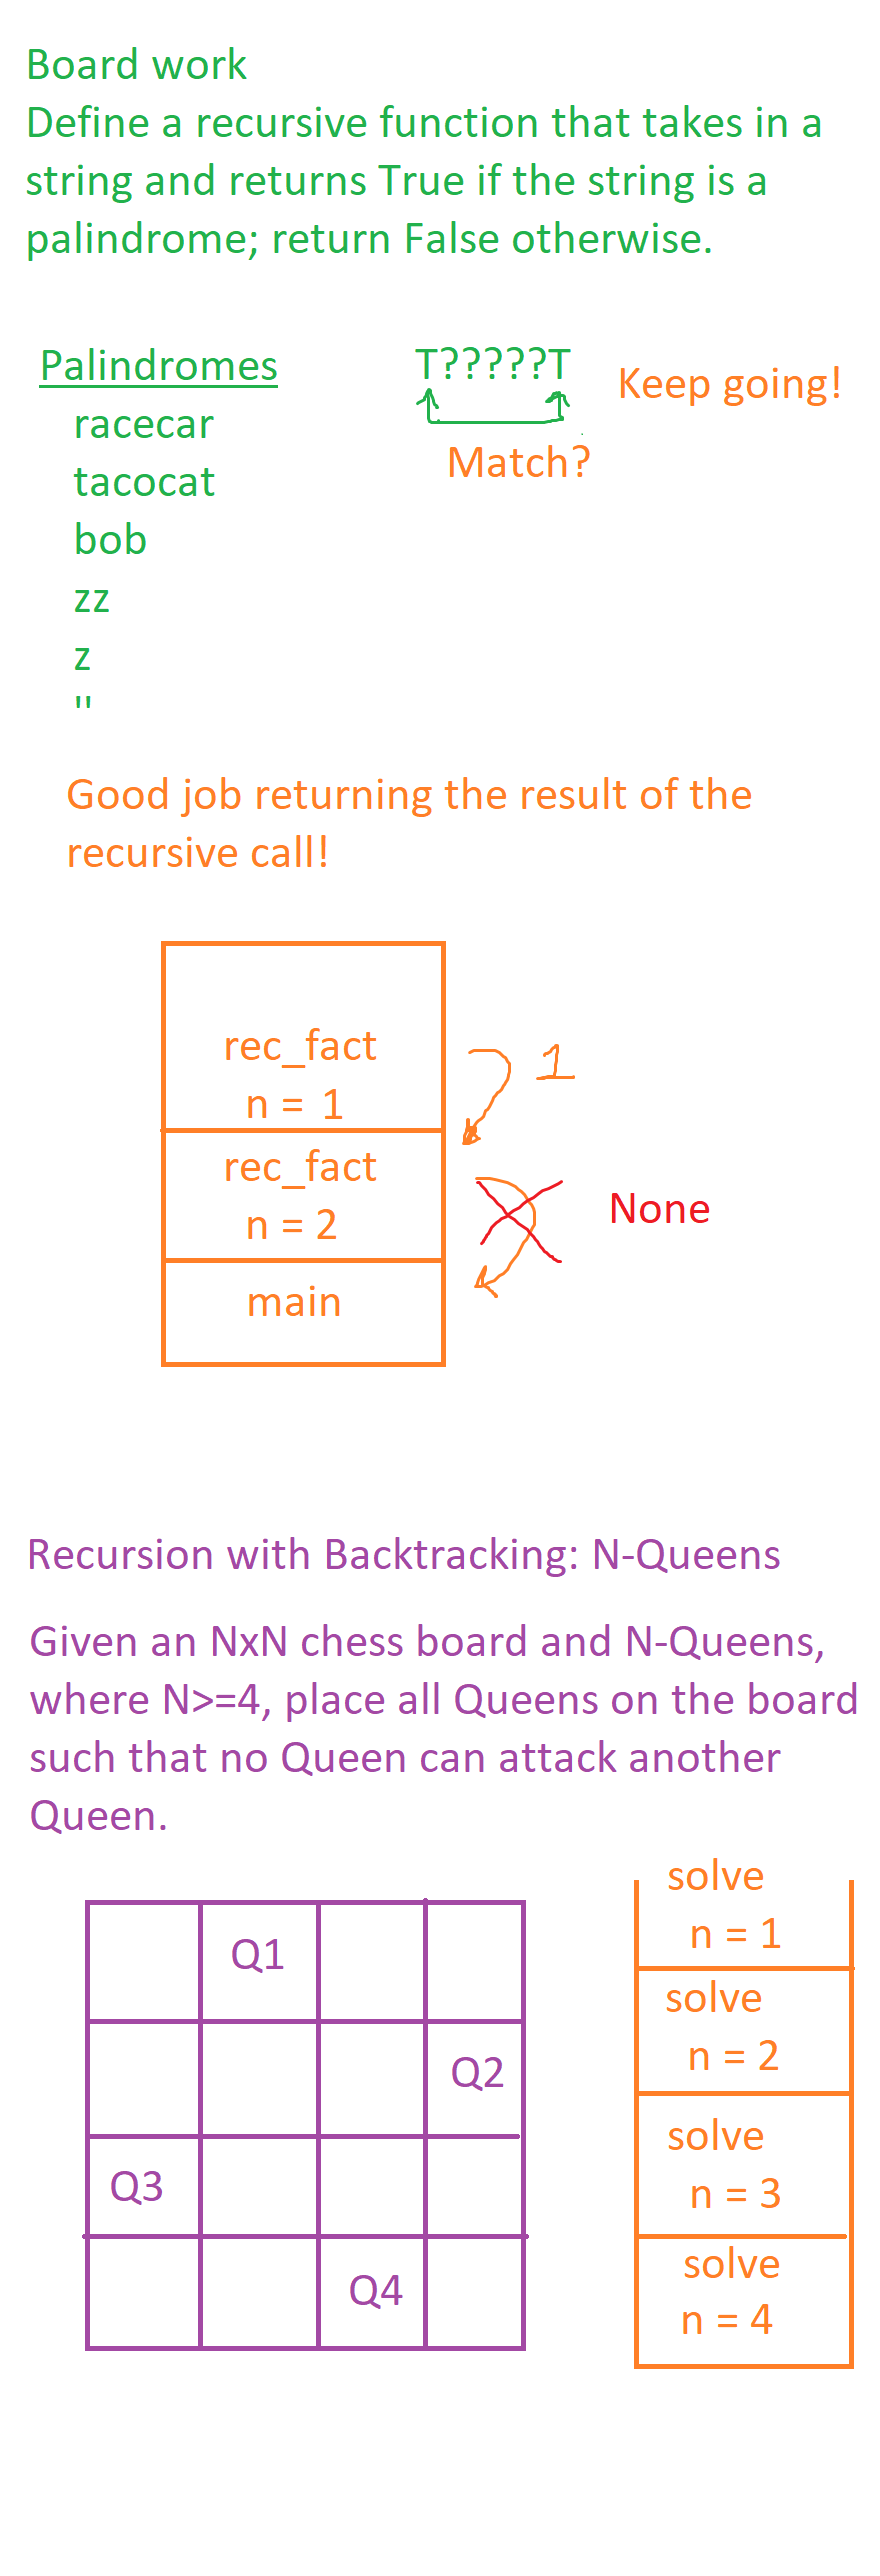 Board work
Define a recursive function that takes in a
string and returns True if the string is a
palindrome; return False otherwise.
Palindromes
racecar
tacocat
bob
zz
z
''
T?????T
Match?
Keep going!
Good job returning the result of the
recursive call!
rec_fact
n = 1
1
rec_fact
n = 2
None
main
Recursion with Backtracking: N-Queens
Given an NxN chess board and N-Queens,
where N>=4, place all Queens on the board
such that no Queen can attack another
Queen.
Q1
Q2
Q3
Q4
solve
n = 1
solve
n = 2
solve
n = 3
solve
n = 4